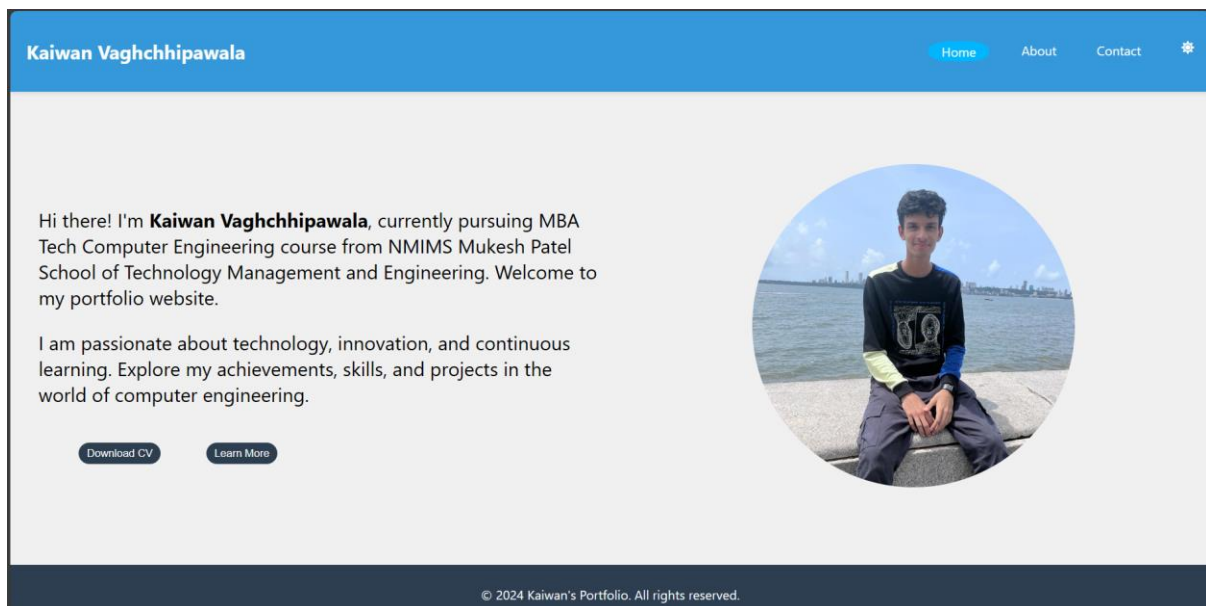 Kaiwan Vaghchhipawala
Home
About
Contact
Hi there! I'm Kaiwan Vaghchhipawala, currently pursuing MBA
Tech Computer Engineering course from NMIMS Mukesh Patel
School of Technology Management and Engineering. Welcome to
my portfolio website.
I am passionate about technology, innovation, and continuous
learning. Explore my achievements, skills, and projects in the
world of computer engineering.
Download CV
Learn More
© 2024 Kaiwan's Portfolio. All rights reserved.